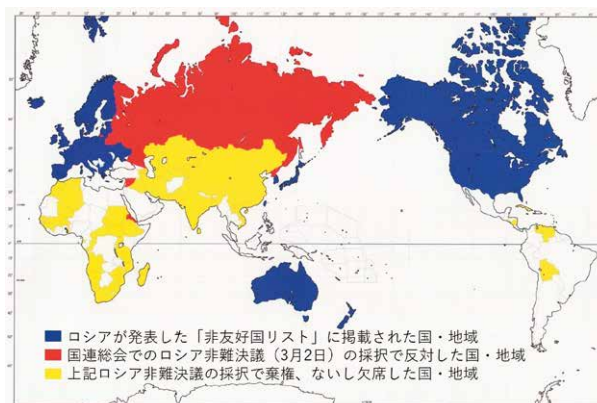 ロシアが発表した「非友好国リスト」に掲載された国・地域
国連総会でのロシア非難決議（3月2日）の採択で反対した国・地域
上記ロシア非難決議の採択で棄権、ないし欠席した国・地域